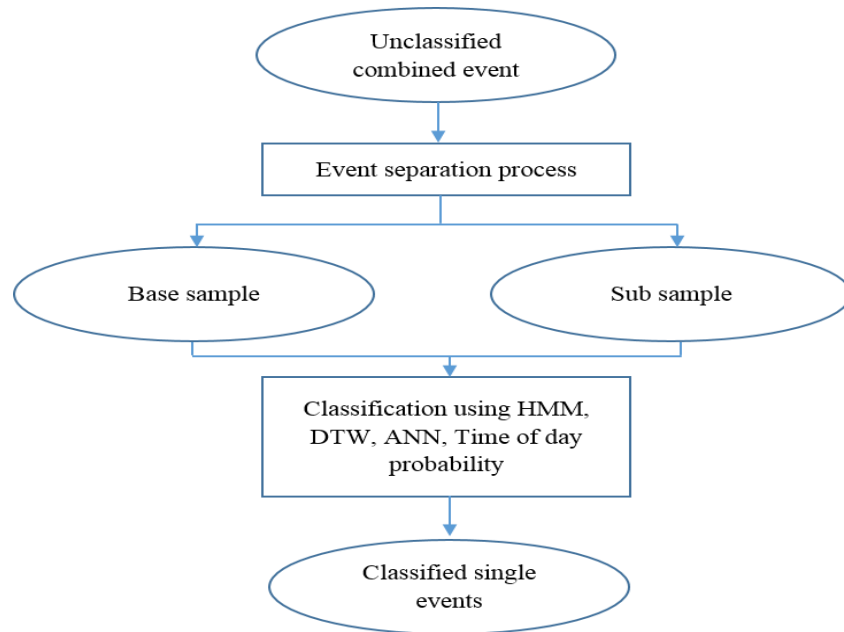 Unclassified
combined event
Event separation process
Base sample
Sub sample
Classification using HMM,
DTW, ANN, Time of day
probability
Classified single
events